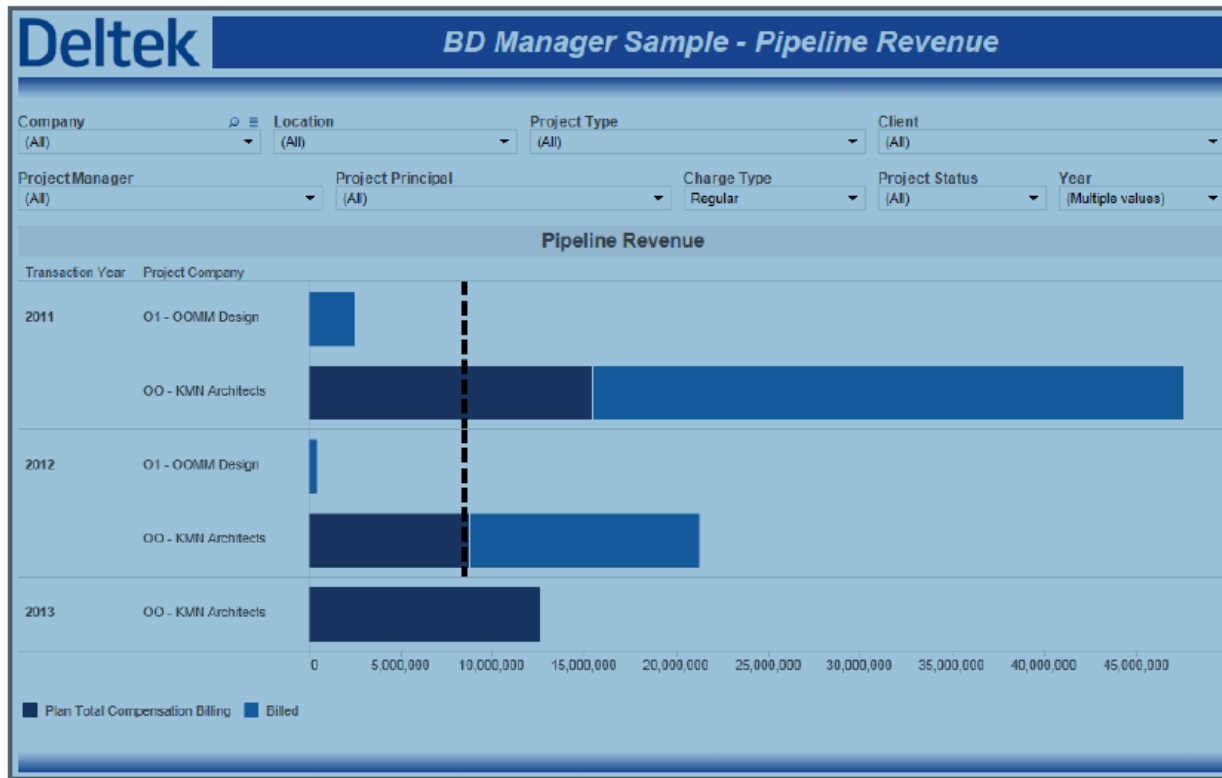 Deltek
BD Manager Sample - Pipeline Revenue
Company Location Project Type Client
(All) (All) (All) (All)
Project Manager Project Principal Charge Type Project Status Year
(All) (All) Regular (All) (Multiple values)
Pipeline Revenue
Transaction Year Project Company
2011 O1 - OOMM Design
OO - KMN Architects
2012 O1 - OOMM Design
OO - KMN Architects
2013 OO - KMN Architects
0 5,000,000 10,000,000 15,000,000 20,000,000 25,000,000 30,000,000 35,000,000 40,000,000 45,000,000
Plan Total Compensation Billing Billed